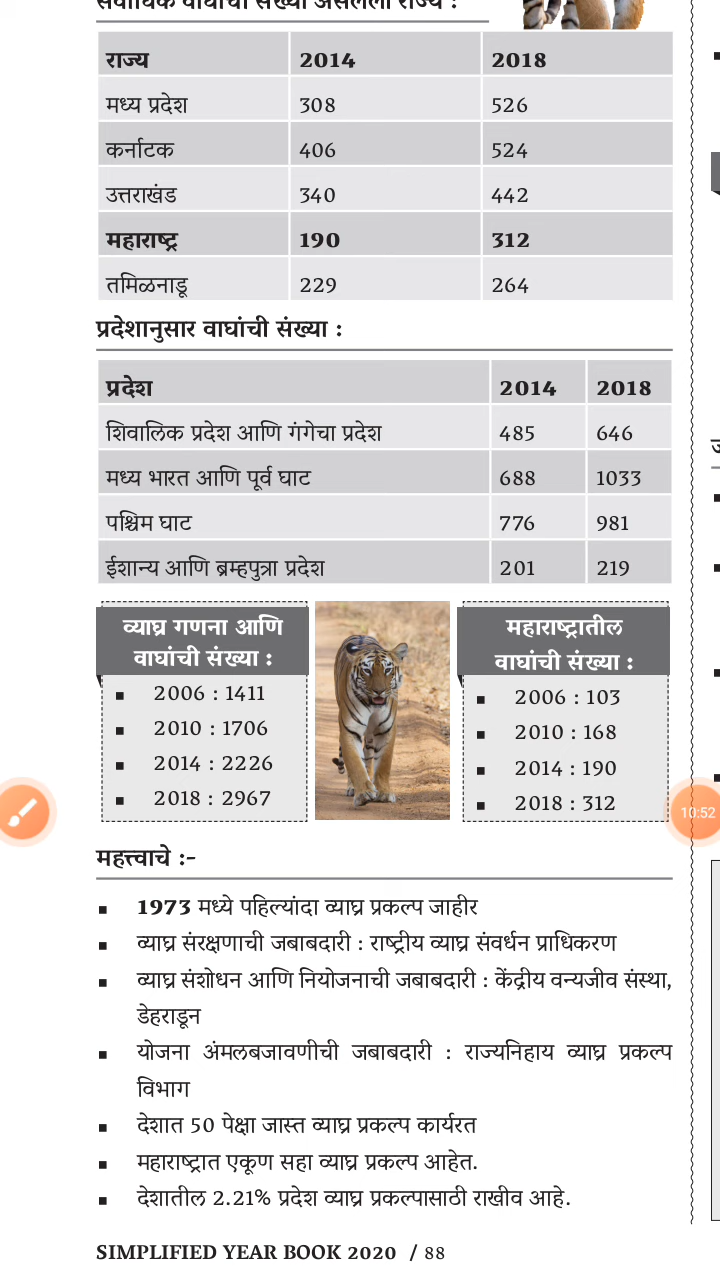 सर्वाधिक वाघांची संख्या असलेली राज्ये :
राज्य 2014 2018
मध्य प्रदेश 308 526
कर्नाटक 406 524
उत्तराखंड 340 442
महाराष्ट्र 190 312
तमिळनाडू 229 264
प्रदेशानुसार वाघांची संख्या :
प्रदेश 2014 2018
शिवालिक प्रदेश आणि गंगेचा प्रदेश 485 646
मध्य भारत आणि पूर्व घाट 688 1033
पश्चिम घाट 776 981
ईशान्य आणि ब्रम्हपुत्रा प्रदेश 201 219
व्याघ्र गणना आणि
वाघांची संख्या :
▪ 2006 : 1411
▪ 2010 : 1706
▪ 2014 : 2226
▪ 2018 : 2967
महाराष्ट्रातील
वाघांची संख्या :
▪ 2006 : 103
▪ 2010 : 168
▪ 2014 : 190
▪ 2018 : 312
10:52
महत्त्वाचे :-
▪ 1973 मध्ये पहिल्यांदा व्याघ्र प्रकल्प जाहीर
▪ व्याघ्र संरक्षणाची जबाबदारी : राष्ट्रीय व्याघ्र संवर्धन प्राधिकरण
▪ व्याघ्र संशोधन आणि नियोजनाची जबाबदारी : केंद्रीय वन्यजीव संस्था,
डेहराडून
▪ योजना अंमलबजावणीची जबाबदारी : राज्यनिहाय व्याघ्र प्रकल्प
विभाग
▪ देशात 50 पेक्षा जास्त व्याघ्र प्रकल्प कार्यरत
▪ महाराष्ट्रात एकूण सहा व्याघ्र प्रकल्प आहेत.
▪ देशातील 2.21% प्रदेश व्याघ्र प्रकल्पासाठी राखीव आहे.
SIMPLIFIED YEAR BOOK 2020 / 88